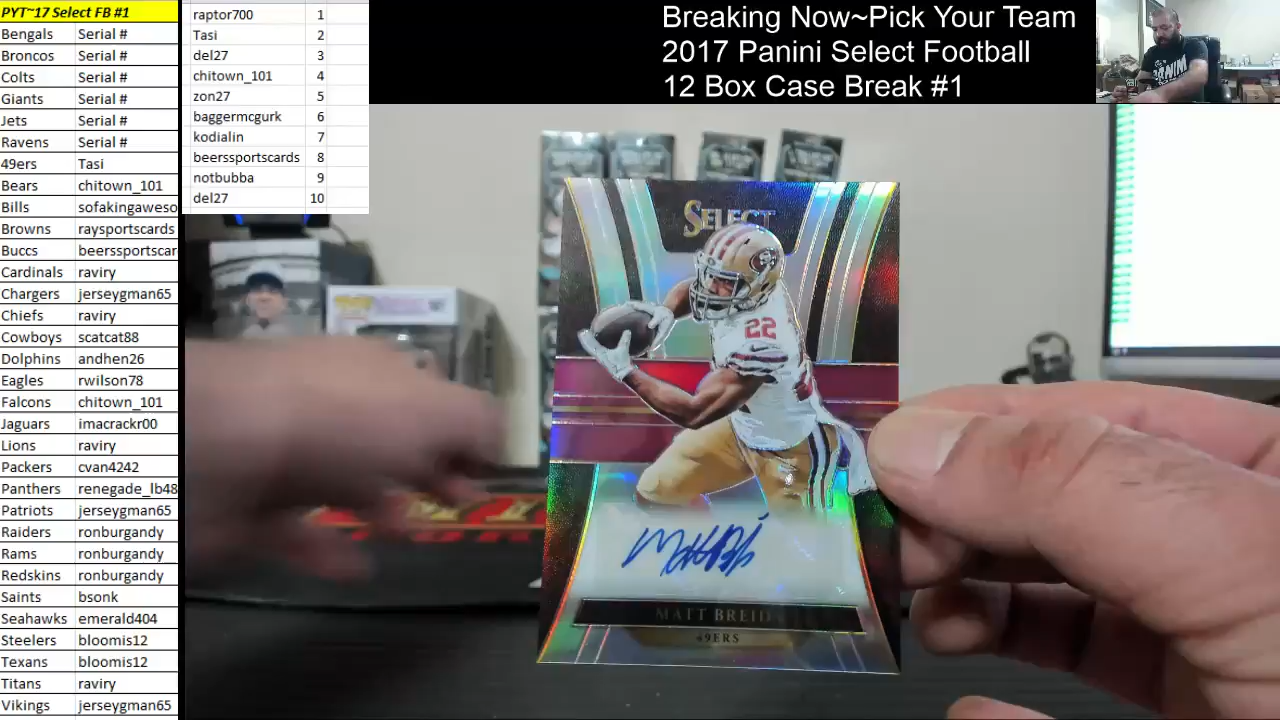 PYT~17 Select FB #1
Bengals Serial #
Broncos Serial #
Colts Serial #
Giants Serial #
Jets Serial #
Ravens Serial #
49ers Tasi
Bears chitown_101
Bills sofakingaweso
Browns raysportscards
Buccs beerssportscar
Cardinals raviry
Chargers jerseygman65
Chiefs raviry
Cowboys scatcat88
Dolphins andhen26
Eagles rwilson78
Falcons chitown_101
Jaguars imacrackr00
Lions raviry
Packers cvan4242
Panthers renegade_lb48
Patriots jerseygman65
Raiders ronburgandy
Rams ronburgandy
Redskins ronburgandy
Saints bsonk
Seahawks emerald404
Steelers bloomis12
Texans bloomis12
Titans raviry
Vikings jerseygman65
raptor700 1
Tasi 2
del27 3
chitown_101 4
zon27 5
baggermcgurk 6
kodialin 7
beerssportscards 8
notbubba 9
del27 10
Breaking Now~Pick Your Team
2017 Panini Select Football
12 Box Case Break #1
SELECT
22
MATT BREID
49ERS